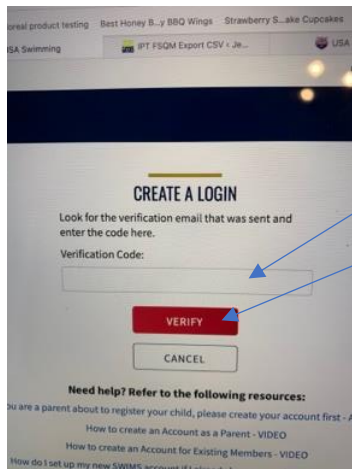 oreal product testing Best Honey B...y BBQ Wings Strawberry S...ake Cupcakes
SA Swimming IPT FSQM Export CSV ‹ Je... USA
CREATE A LOGIN
Look for the verification email that was sent and
enter the code here.
Verification Code:
VERIFY
CANCEL
Need help? Refer to the following resources:
ou are a parent about to register your child, please create your account first - A
How to create an Account as a Parent - VIDEO
How to create an Account for Existing Members - VIDEO
How do I set up my new SWIMS account if I